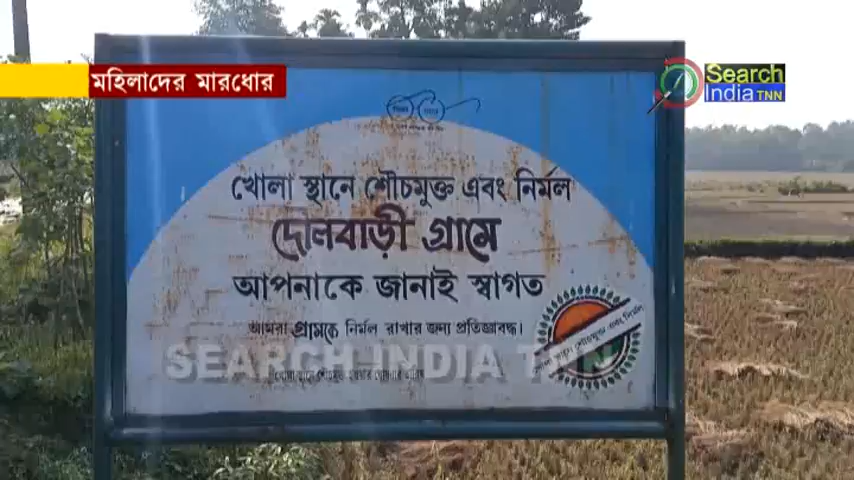 মহিলাদের মারধোর
Search
India TNN
খোলা স্থানে শৌচমুক্ত এবং নির্মল
দোলবাড়ী গ্রামে
আপনাকে জানাই স্বাগত
আমরা গ্রামকে নির্মল রাখার জন্য প্রতিজ্ঞাবদ্ধ।
SEARCH INDIA TNN